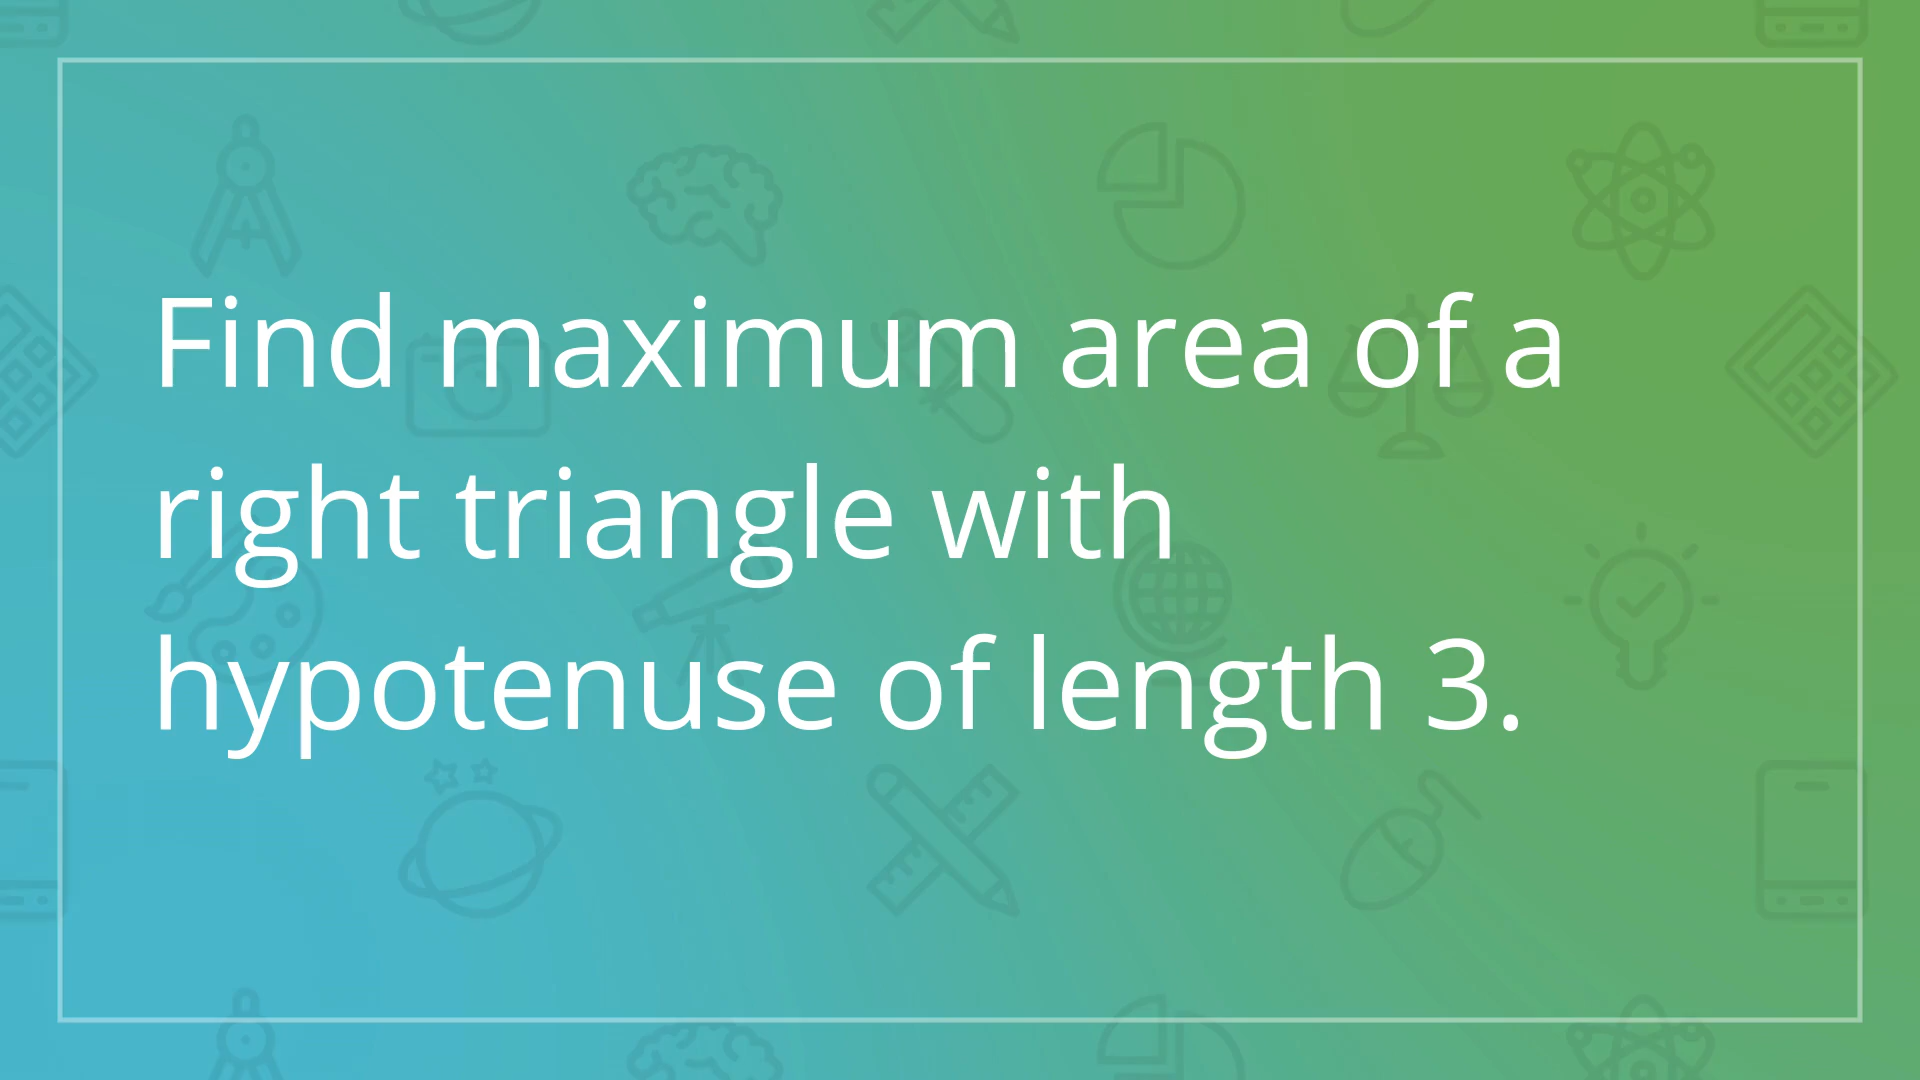 Find maximum area of a
right triangle with
hypotenuse of length 3.